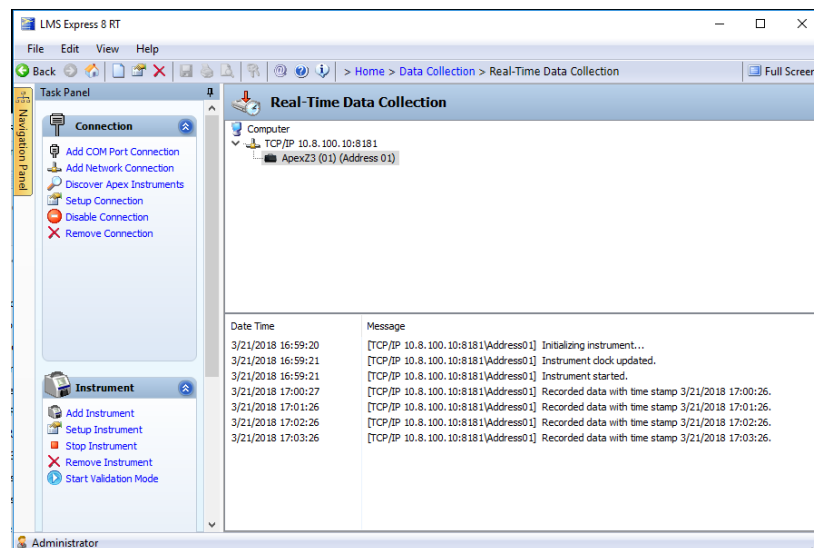 LMS Express 8 RT
File Edit View Help
Back > Home > Data Collection > Real-Time Data Collection Full Screen
Navigation Panel
Task Panel
Connection
Add COM Port Connection
Add Network Connection
Discover Apex Instruments
Setup Connection
Disable Connection
Remove Connection
Instrument
Add Instrument
Setup Instrument
Stop Instrument
Remove Instrument
Start Validation Mode
Real-Time Data Collection
Computer
TCP/IP 10.8.100.10:8181
ApexZ3 (01) (Address 01)
Date Time Message
3/21/2018 16:59:20 [TCP/IP 10.8.100.10:8181\Address01] Initializing instrument...
3/21/2018 16:59:21 [TCP/IP 10.8.100.10:8181\Address01] Instrument clock updated.
3/21/2018 16:59:21 [TCP/IP 10.8.100.10:8181\Address01] Instrument started.
3/21/2018 17:00:27 [TCP/IP 10.8.100.10:8181\Address01] Recorded data with time stamp 3/21/2018 17:00:26.
3/21/2018 17:01:26 [TCP/IP 10.8.100.10:8181\Address01] Recorded data with time stamp 3/21/2018 17:01:26.
3/21/2018 17:02:26 [TCP/IP 10.8.100.10:8181\Address01] Recorded data with time stamp 3/21/2018 17:02:26.
3/21/2018 17:03:26 [TCP/IP 10.8.100.10:8181\Address01] Recorded data with time stamp 3/21/2018 17:03:26.
Administrator